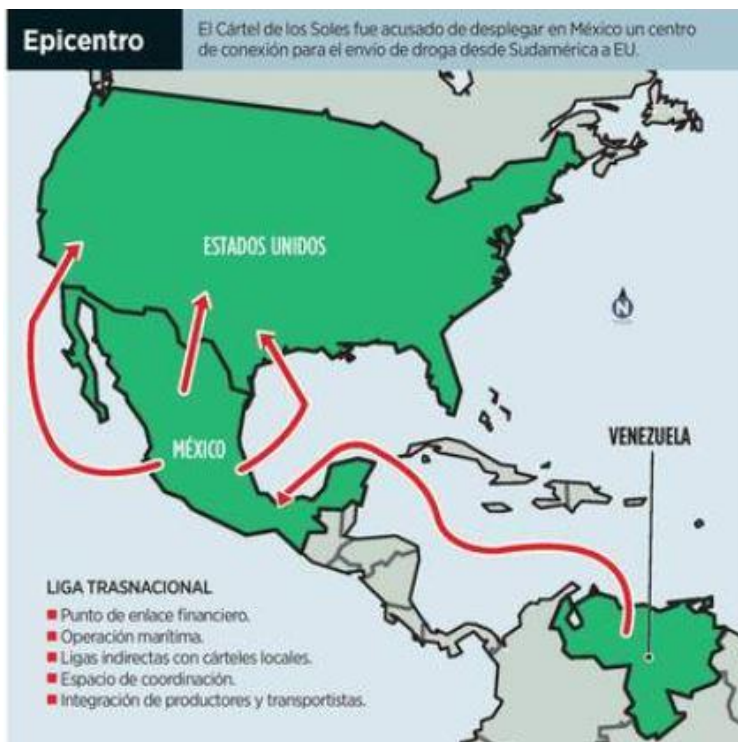 Epicentro
El Cártel de los Soles fue acusado de desplegar en México un centro
de conexión para el envío de droga desde Sudamérica a EU.
ESTADOS UNIDOS
MÉXICO
VENEZUELA
LIGA TRASNACIONAL
Punto de enlace financiero.
Operación marítima.
Ligas indirectas con cárteles locales.
Espacio de coordinación.
Integración de productores y transportistas.